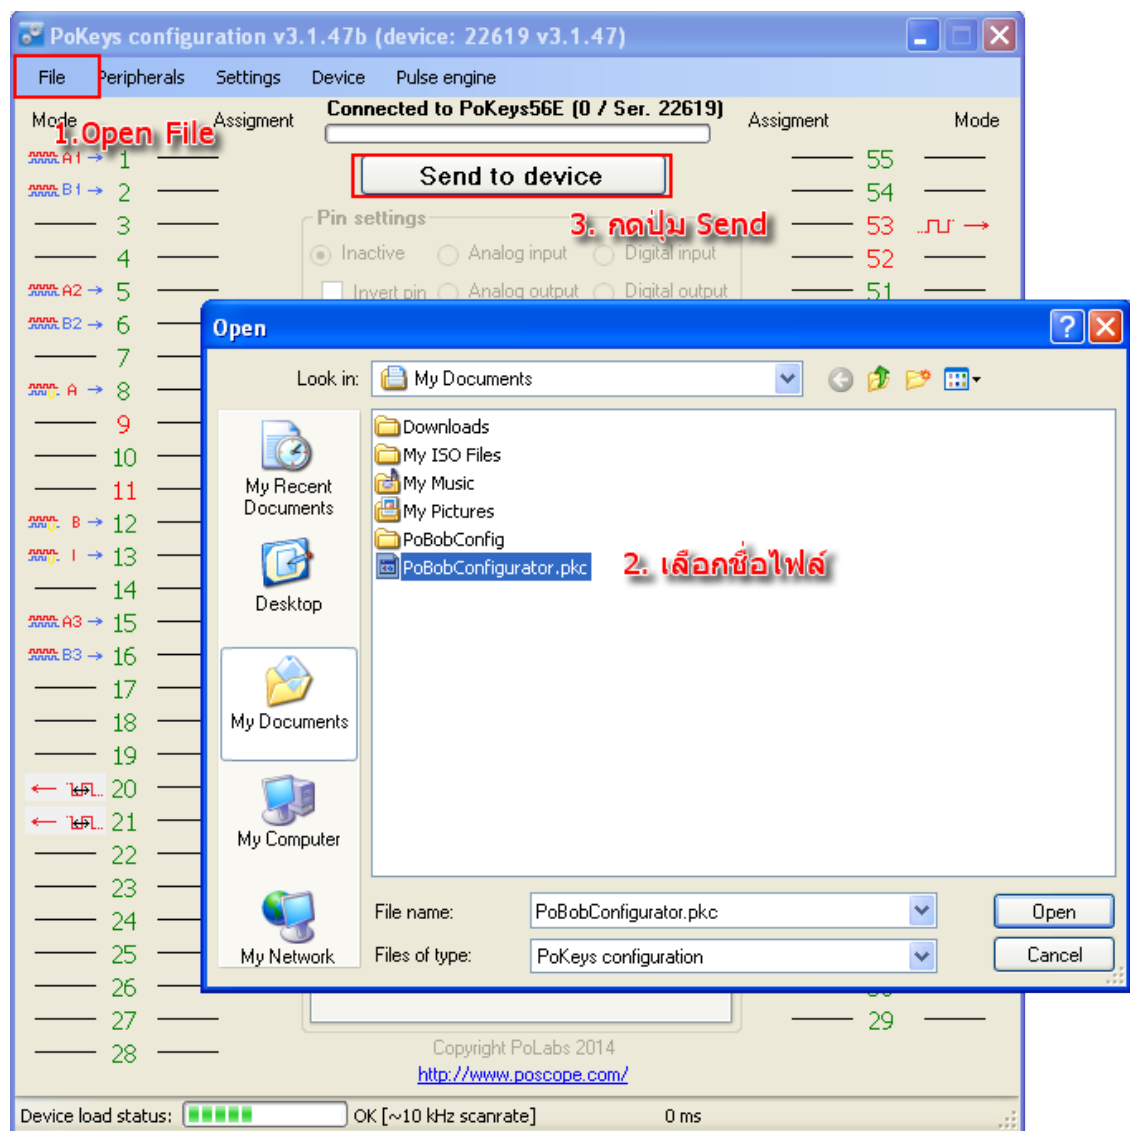 PoKeys configuration v3.1.47b (device: 22619 v3.1.47)
File Peripherals Settings Device Pulse engine
Connected to PoKeys56E (0 / Ser. 22619)
Mode Assigment Assigment Mode
1.Open File
Send to device
3. กดปุ่ม Send
Pin settings
Inactive Analog input Digital input
Invert pin Analog output Digital output
A1 1 55
B1 2 54
3 53
4 52
A2 5 51
B2 6
7
A 8
9
10
11
B 12
I 13
14
A3 15
B3 16
17
18
19
20
21
22
23
24
25
26
27 29
28
Open
Look in: My Documents
My Recent
Documents
Desktop
My Documents
My Computer
My Network
Downloads
My ISO Files
My Music
My Pictures
PoBobConfig
PoBobConfigurator.pkc
2. เลือกชื่อไฟล์
File name: PoBobConfigurator.pkc Open
Files of type: PoKeys configuration Cancel
Copyright PoLabs 2014
http://www.poscope.com/
Device load status: OK [~10 kHz scanrate] 0 ms